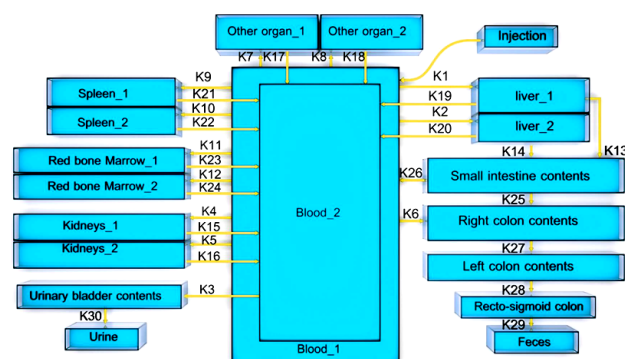 Other organ_1
Other organ_2
Injection
K7
K17
K8
K18
K9
K1
Spleen_1
K21
K19
liver_1
K10
K2
Spleen_2
K22
K20
liver_2
K11
K14
K13
Red bone Marrow_1
K23
K12
K26
Small intestine contents
Red bone Marrow_2
K24
K25
Blood_2
K4
K6
Right colon contents
Kidneys_1
K15
K5
Kidneys_2
K27
K16
Left colon contents
K3
K28
Urinary bladder contents
Recto-sigmoid colon
K30
K29
Urine
Feces
Blood_1